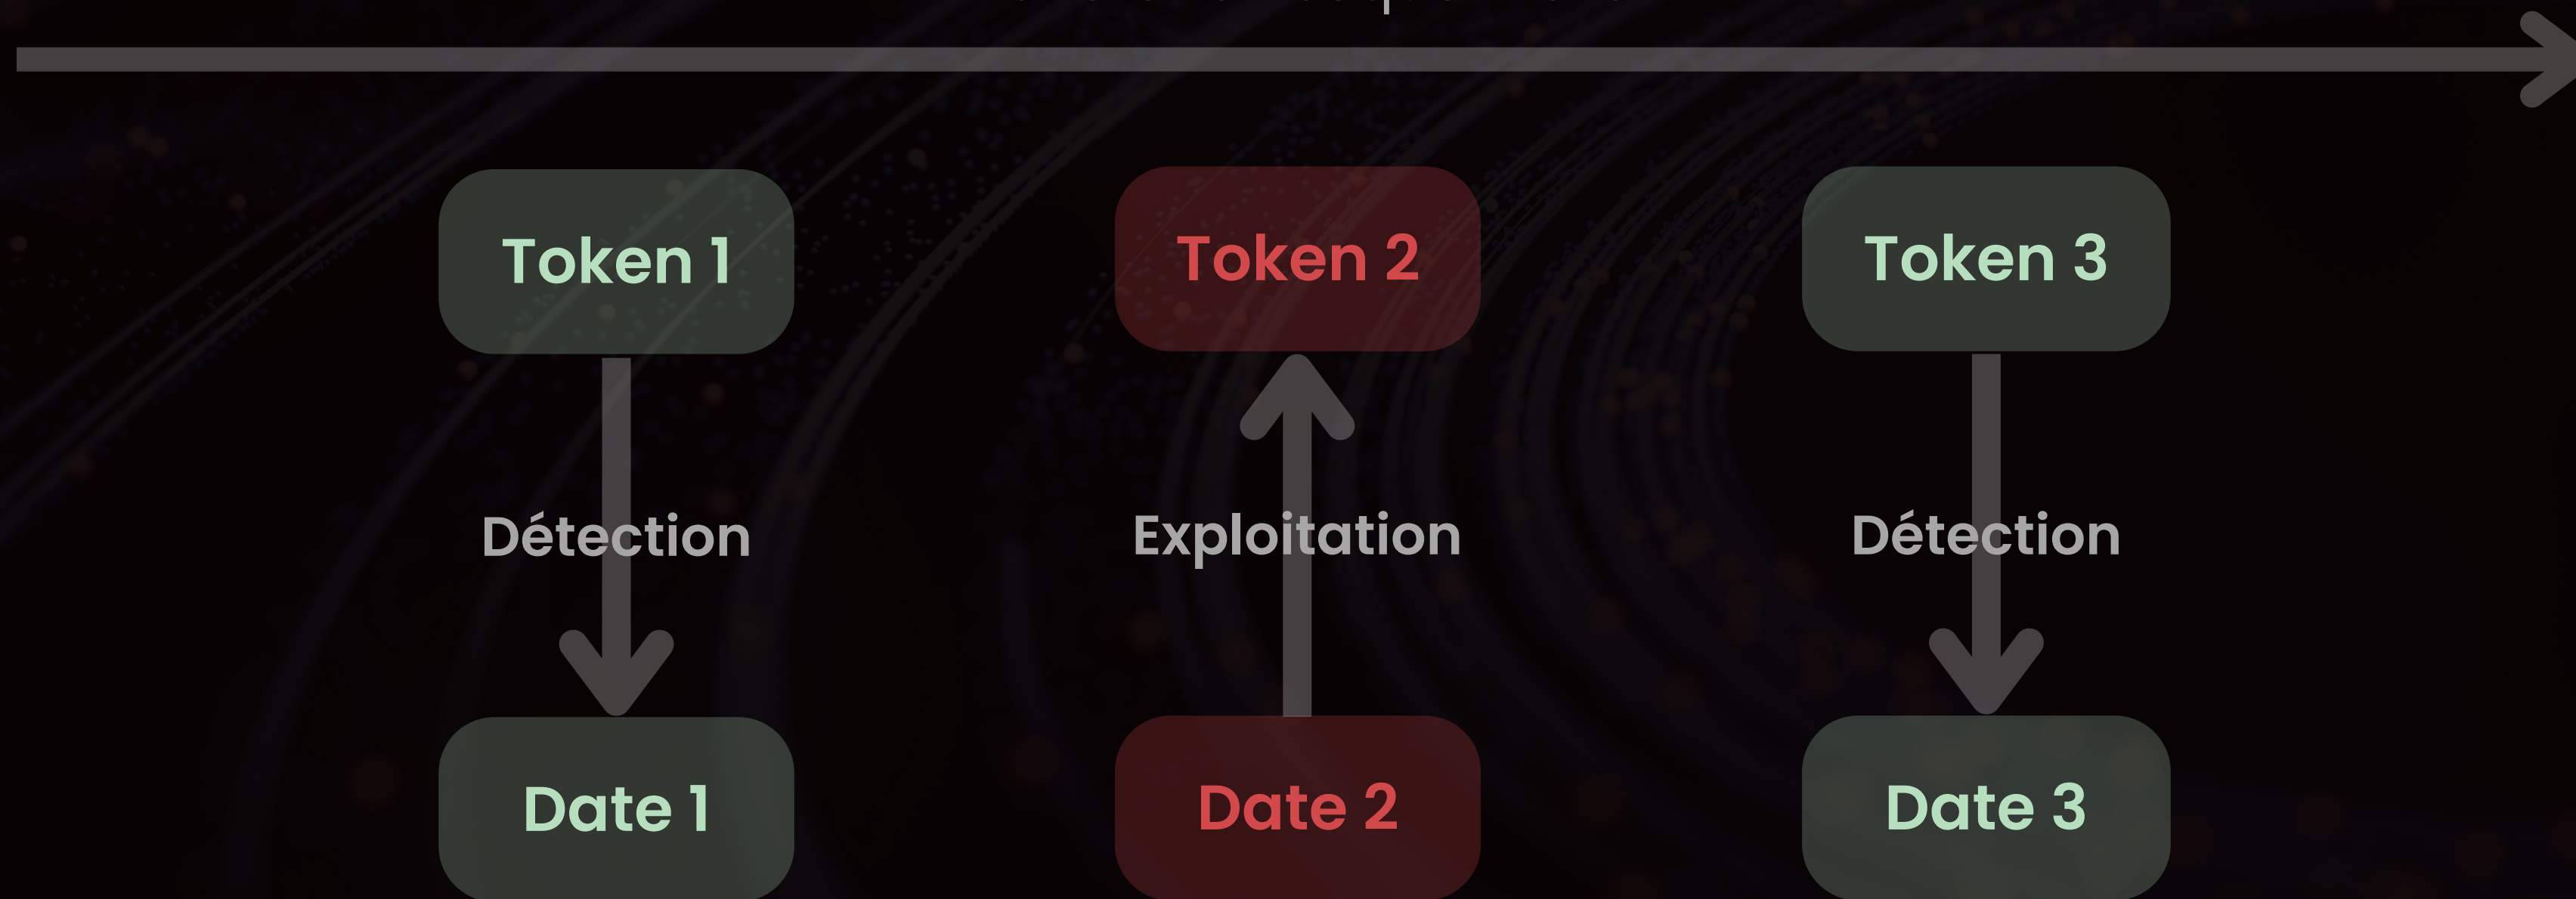 Token 1
Token 2
Token 3
Détection
Exploitation
Détection
Date 1
Date 2
Date 3